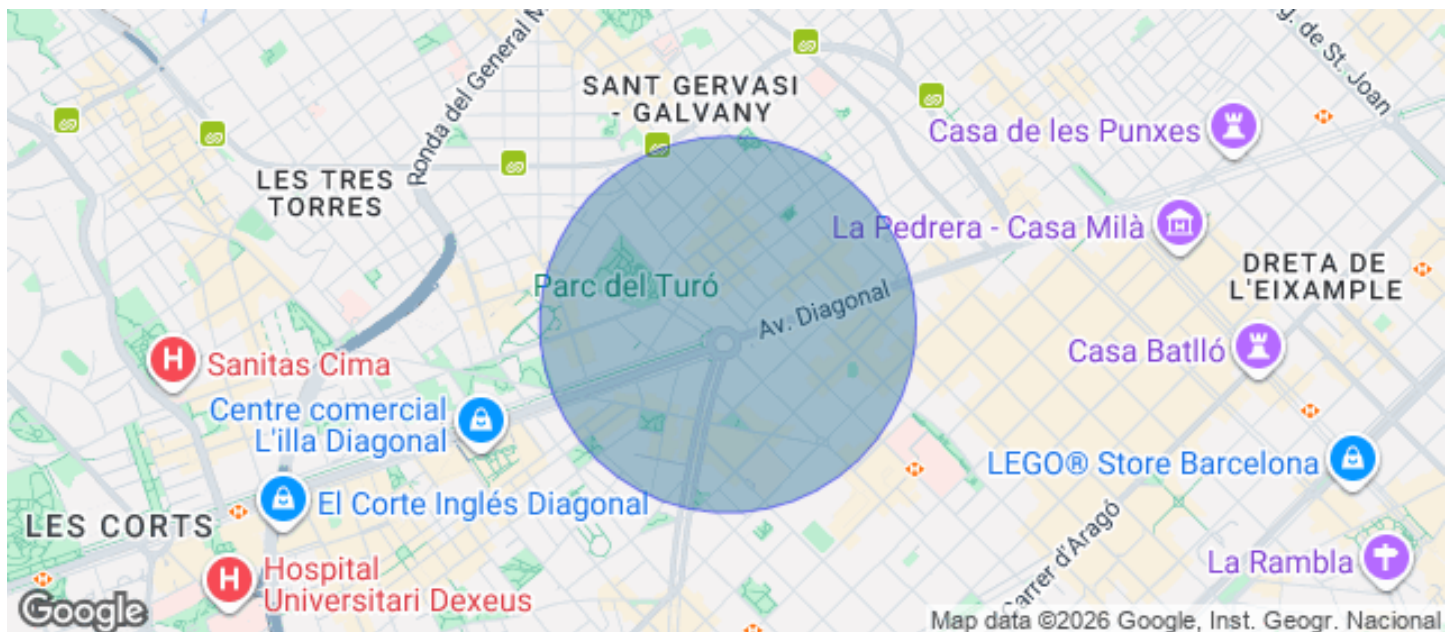 SANT GERVASI
- GALVANY
g. de St. Joan
Ronda del General M
Casa de les Punxes
LES TRES
TORRES
La Pedrera - Casa Milà
DRETA DE
L'EIXAMPLE
Parc del Turó
Av. Diagonal
Sanitas Cima
Casa Batlló
Centre comercial
L'illa Diagonal
LEGO® Store Barcelona
El Corte Inglés Diagonal
LES CORTS
Carrer d'Aragó
La Rambla
Hospital
Universitari Dexeus
Google
Map data ©2026 Google, Inst. Geogr. Nacional